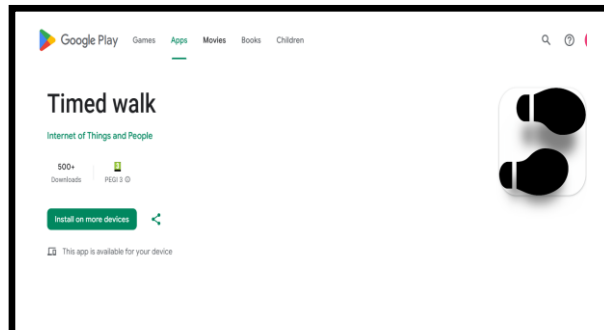 Google Play Games Apps Movies Books Children
Timed walk
Internet of Things and People
500+
Downloads
PEGI 3
Install on more devices
This app is available for your device